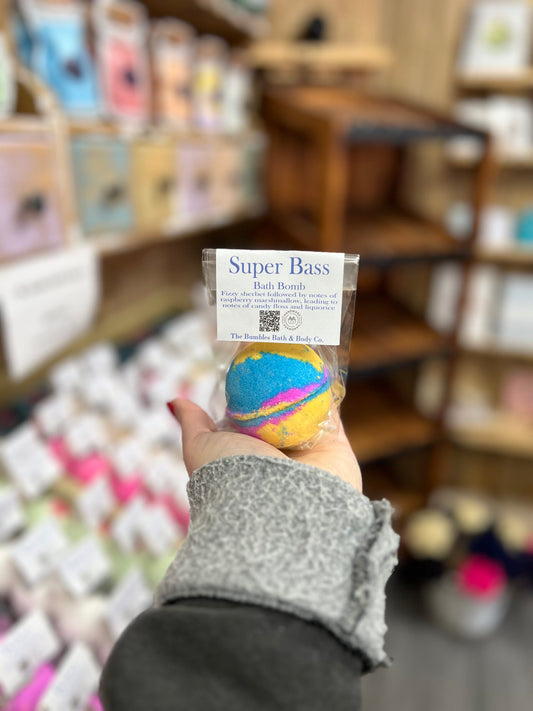 Super Bass
Bath Bomb
Fizzy sherbet followed by notes of
raspberry marshmallow, leading to
notes of candy floss and liquorice
The Bumbles Bath & Body Co.